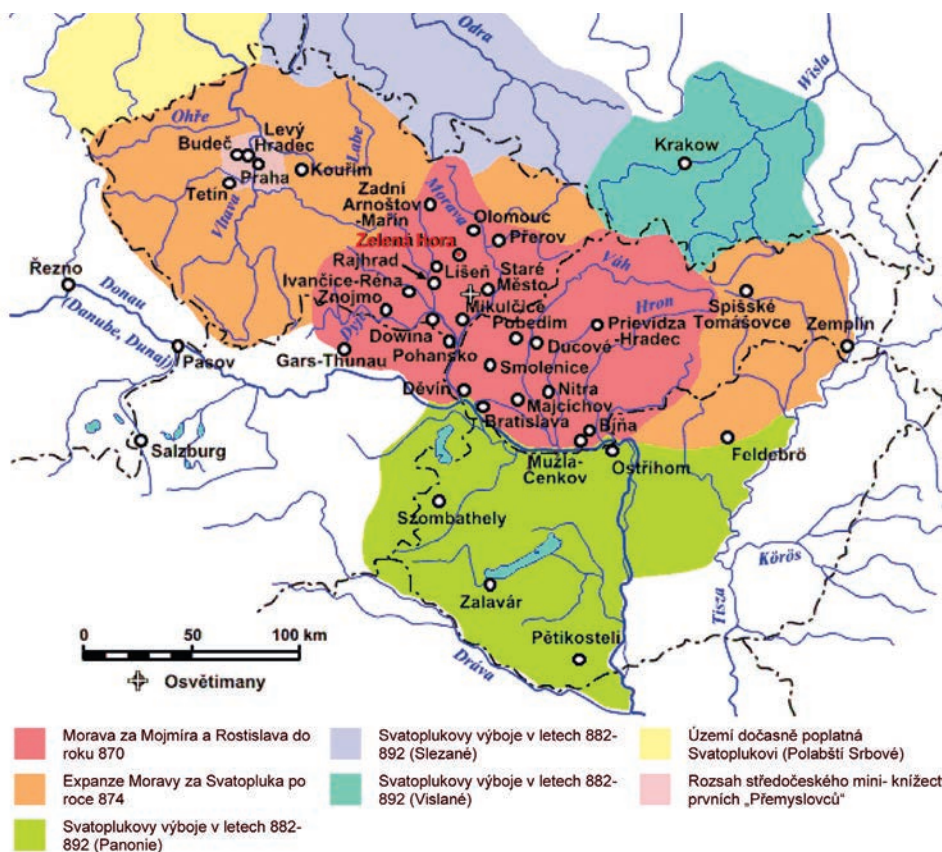 Odra
Wisla
Ohře
Levý
Hradec
Budeč
Labe
Krakow
Praha
Kouřim
Tetín
Vltava
Zadní
Arnoštov
-Mařín
Morava
Olomouc
Přerov
Zelená Hora
Rajhrad
Líšeň
Staré
Město
Váh
Řezno
Ivančice-Réna
Znojmo
Mikulčice
Hron
Spišské
Tomášovce
Donau
(Danube, Dunaj)
Dyje
Dowina
Pobedim
Prievidza
-Hradec
Zemplín
Pohansko
Ducové
Pasov
Gars-Thunau
Smolenice
Děvín
Nitra
Majcichov
Bratislava
Bíňa
Salzburg
Mužla-
Čenkov
Ostřihom
Feldebrö
Szombathely
Körös
Tisza
Zalavár
Pětikostelí
Dráva
0 50 100 km
Osvětimany
Morava za Mojmíra a Rostislava do
roku 870
Expanze Moravy za Svatopluka po
roce 874
Svatoplukovy výboje v letech 882-
892 (Panonie)
Svatoplukovy výboje v letech 882-
892 (Slezané)
Svatoplukovy výboje v letech 882-
892 (Vislané)
Území dočasně poplatná
Svatoplukovi (Polabští Srbové)
Rozsah středočeského mini- knížect
prvních „Přemyslovců“